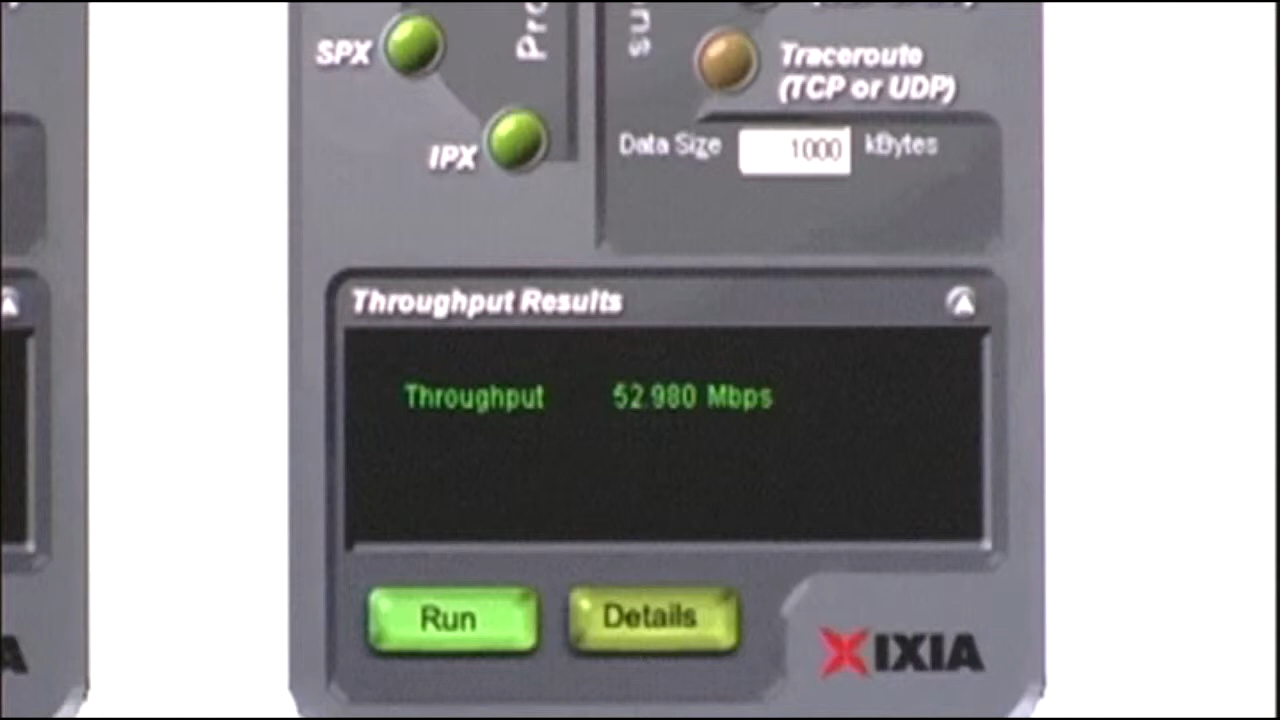 SPX
IPX
Traceroute
(TCP or UDP)
Data Size 1000 kBytes
Throughput Results
Throughput 52.980 Mbps
Run
Details
IXIA